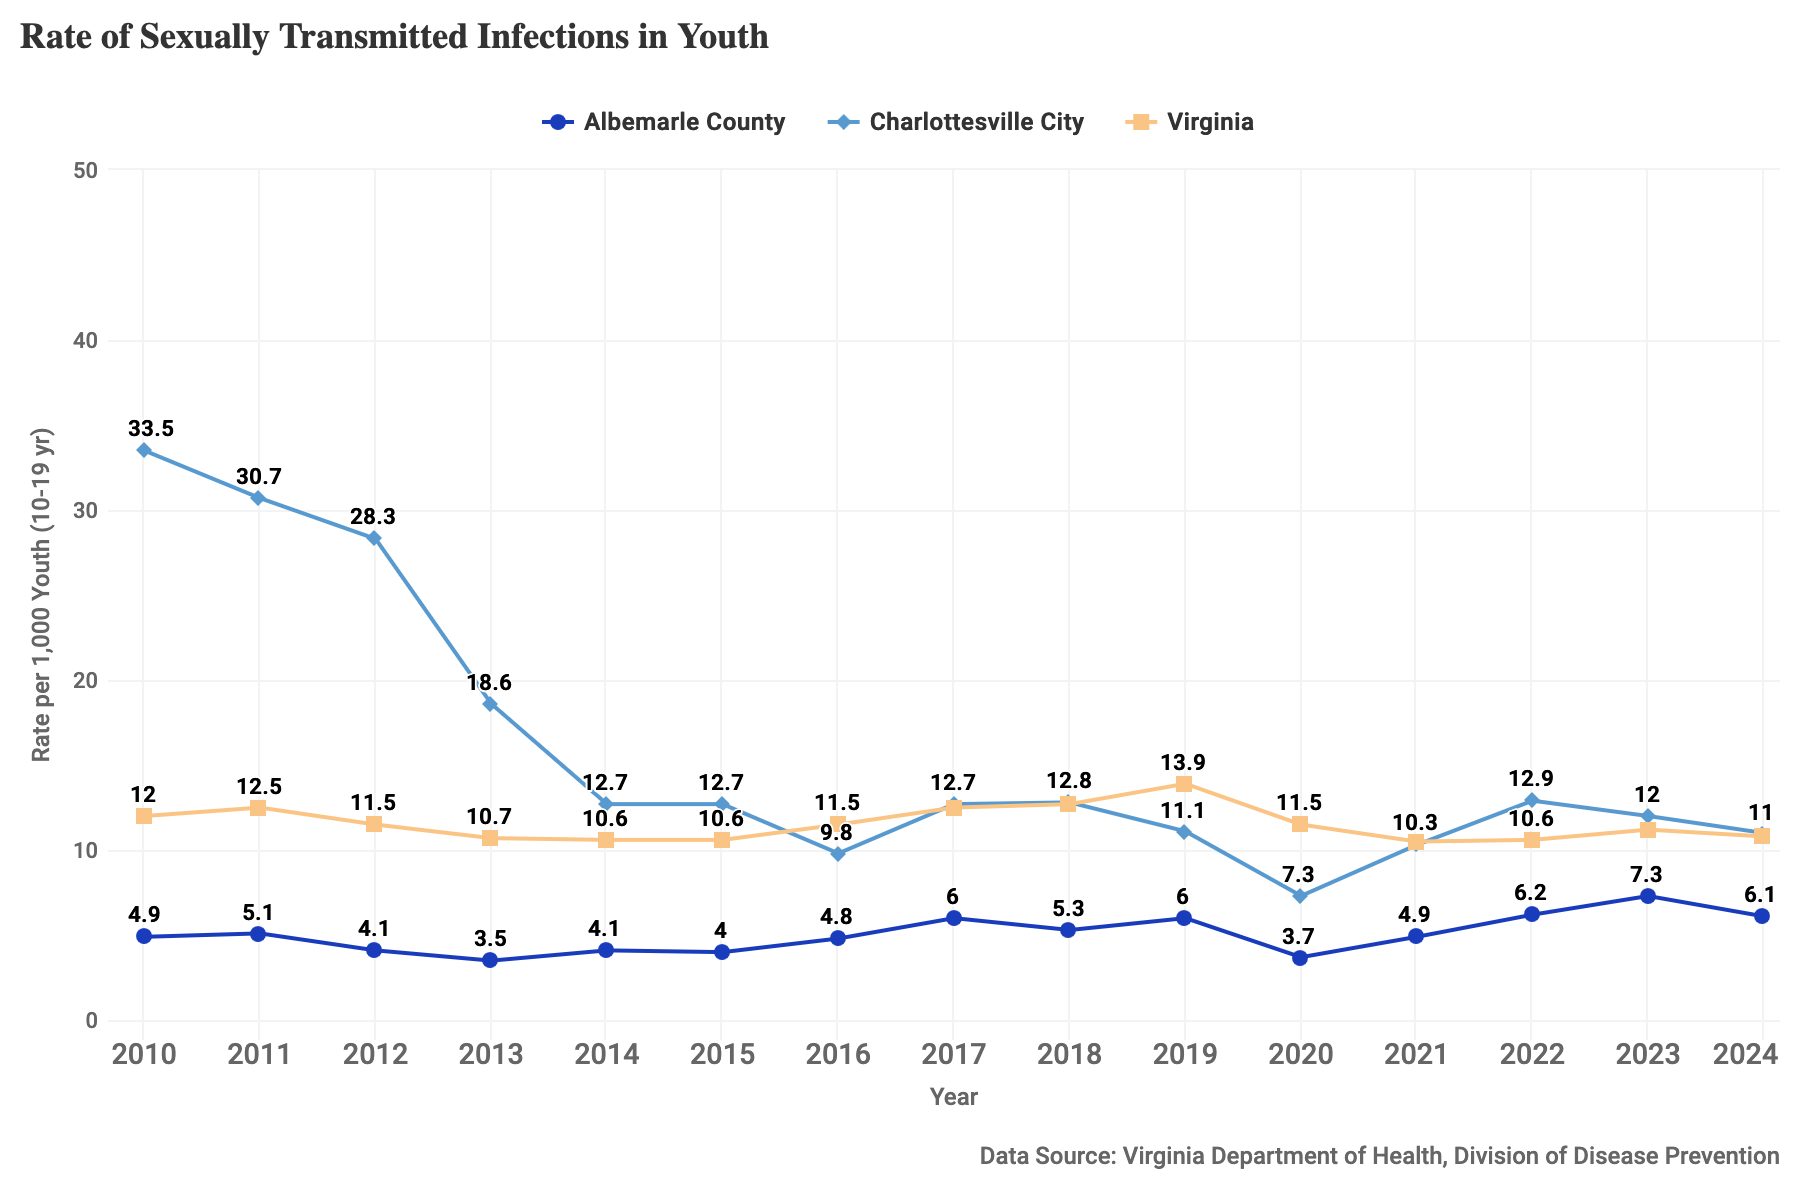 Rate of Sexually Transmitted Infections in Youth
Albemarle County Charlottesville City Virginia
50
40
30
20
10
0
Rate per 1,000 Youth (10-19 yr)
33.5 30.7 28.3 18.6 12.7 12.7 9.8 12.7 12.8 11.1 7.3 10.3 12.9 12 11
12 12.5 11.5 10.7 10.6 10.6 11.5 13.9 11.5 10.6
4.9 5.1 4.1 3.5 4.1 4 4.8 6 5.3 6 3.7 4.9 6.2 7.3 6.1
2010 2011 2012 2013 2014 2015 2016 2017 2018 2019 2020 2021 2022 2023 2024
Year
Data Source: Virginia Department of Health, Division of Disease Prevention